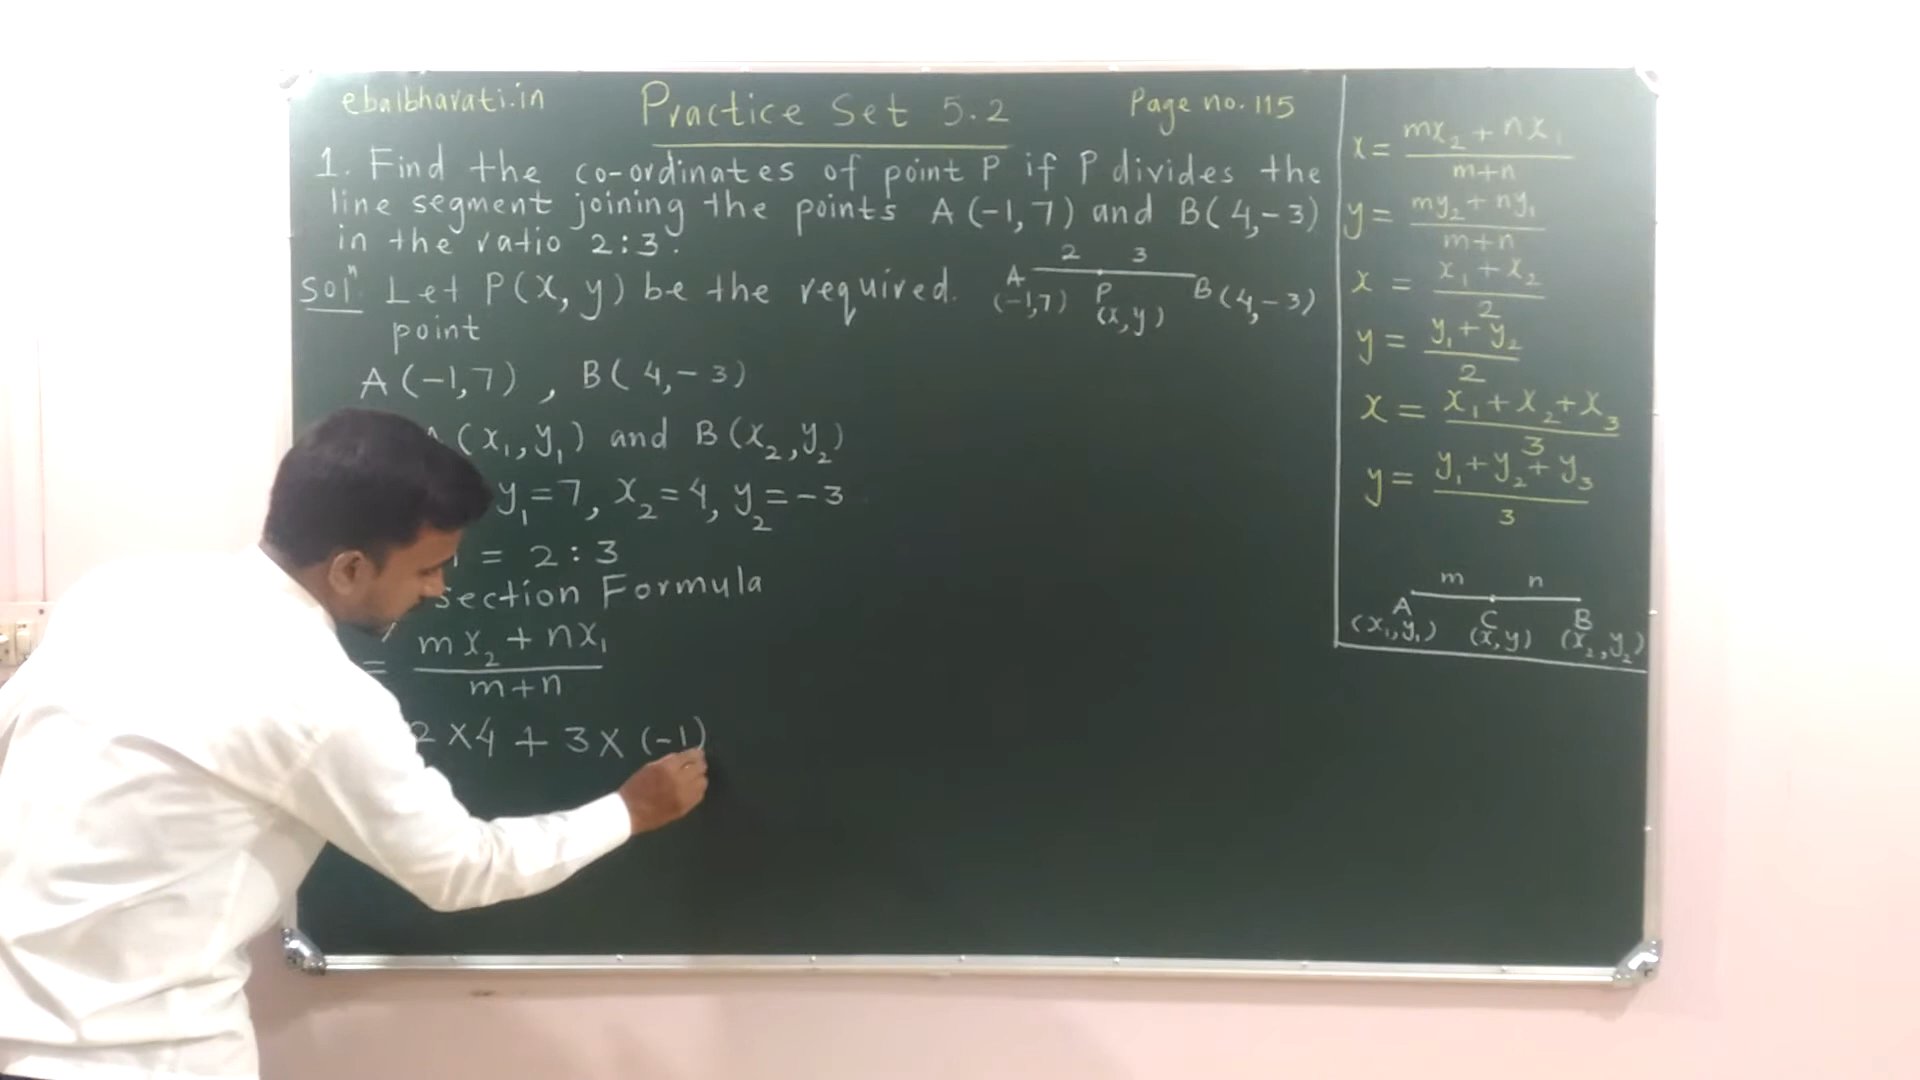 ebalbharati.in Practice Set 5.2 Page no. 115
1. Find the co-ordinates of point P if P divides the
line segment joining the points A(-1,7) and B(4,-3)
in the ratio 2:3.
2 3
A P B(4,-3)
(-1,7) (x,y)
Solⁿ Let P(x,y) be the required.
point
A(-1,7), B(4,-3)
(x₁,y₁) and B(x₂,y₂)
y₁=7, x₂=4, y₂=-3
= 2:3
section Formula
= mx₂+nx₁
m+n
2×4+3×(-1)
x = mx₂+nx₁
m+n
y = my₂+ny₁
m+n
x = x₁+x₂
2
y = y₁+y₂
2
x = x₁+x₂+x₃
3
y = y₁+y₂+y₃
3
m n
A C B
(x₁,y₁) (x,y) (x₂,y₂)